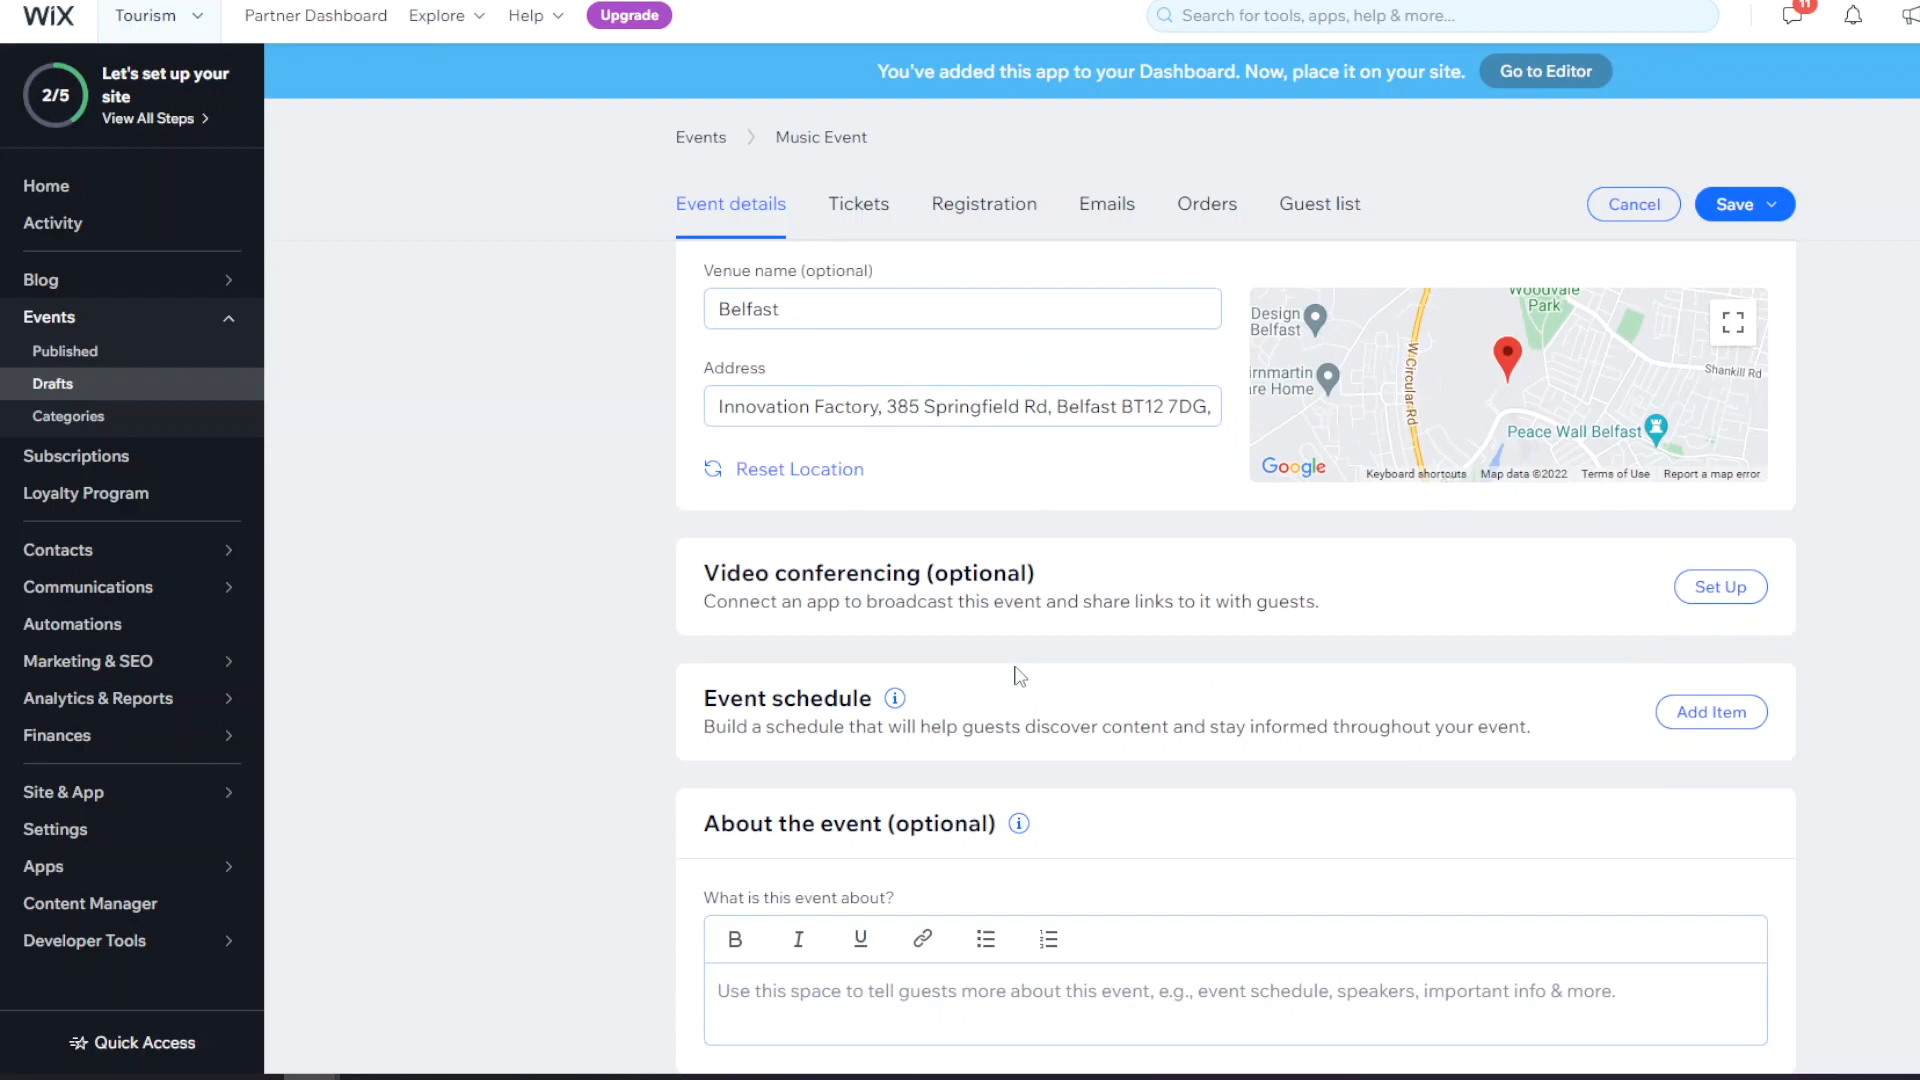 WiX
Tourism
Partner Dashboard
Explore
Help
Upgrade
Search for tools, apps, help & more...
11
2/5
Let's set up your
site
View All Steps
You've added this app to your Dashboard. Now, place it on your site.
Go to Editor
Home
Activity
Blog
Events
Published
Drafts
Categories
Subscriptions
Loyalty Program
Contacts
Communications
Automations
Marketing & SEO
Analytics & Reports
Finances
Site & App
Settings
Apps
Content Manager
Developer Tools
Quick Access
Events
Music Event
Event details
Tickets
Registration
Emails
Orders
Guest list
Cancel
Save
Venue name (optional)
Belfast
Address
Innovation Factory, 385 Springfield Rd, Belfast BT12 7DG,
Reset Location
Design
Belfast
Woodvale
Park
W Circular Rd
Shankill Rd
irnmartin
are Home
Peace Wall Belfast
Google
Keyboard shortcuts
Map data ©2022
Terms of Use
Report a map error
Video conferencing (optional)
Connect an app to broadcast this event and share links to it with guests.
Set Up
Event schedule
Build a schedule that will help guests discover content and stay informed throughout your event.
Add Item
About the event (optional)
What is this event about?
B I U
Use this space to tell guests more about this event, e.g., event schedule, speakers, important info & more.